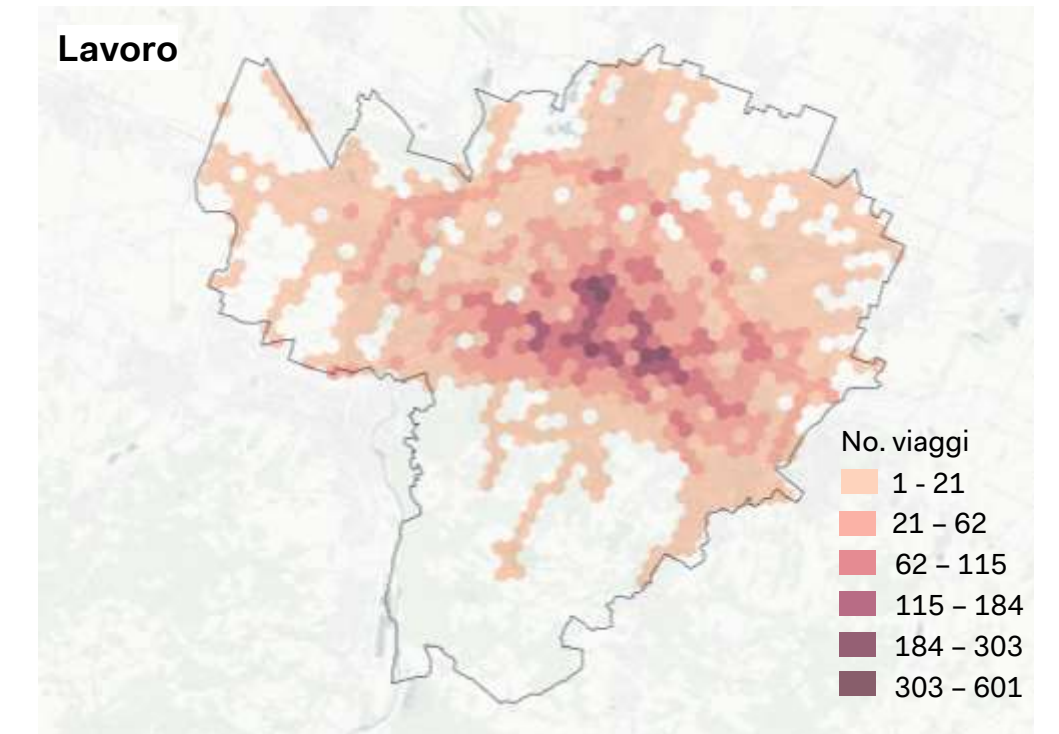 Lavoro
No. viaggi
1 - 21
21 – 62
62 – 115
115 – 184
184 – 303
303 – 601